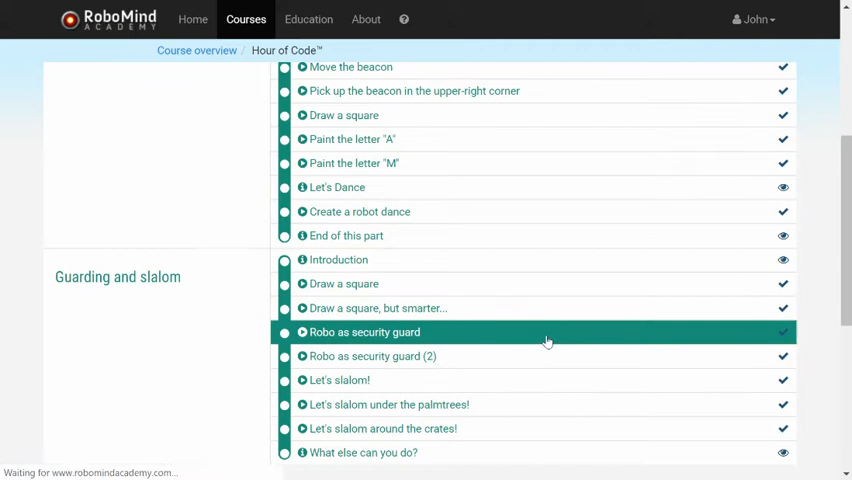 ROBOMIND
ACADEMY
Home Courses Education About John
Course overview / Hour of Code™
Move the beacon
Pick up the beacon in the upper-right corner
Draw a square
Paint the letter "A"
Paint the letter "M"
Let's Dance
Create a robot dance
End of this part
Guarding and slalom
Introduction
Draw a square
Draw a square, but smarter...
Robo as security guard
Robo as security guard (2)
Let's slalom!
Let's slalom under the palmtrees!
Let's slalom around the crates!
What else can you do?
Waiting for www.robomindacademy.com...